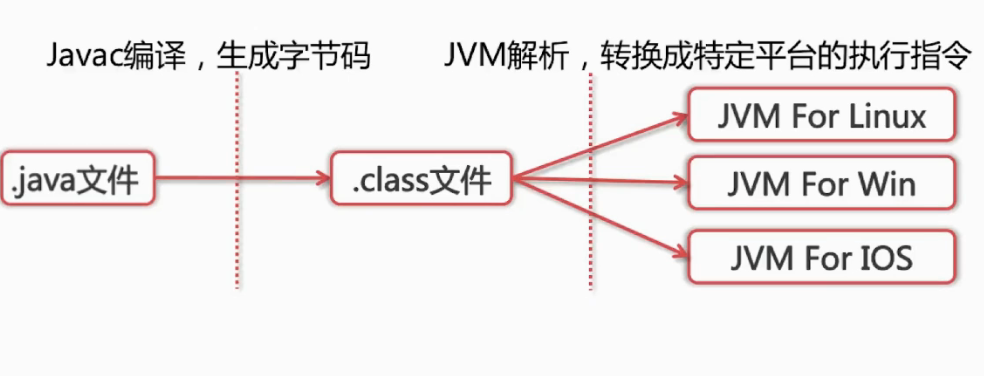 Javac编译，生成字节码
JVM解析，转换成特定平台的执行指令
.java文件
.class文件
JVM For Linux
JVM For Win
JVM For IOS